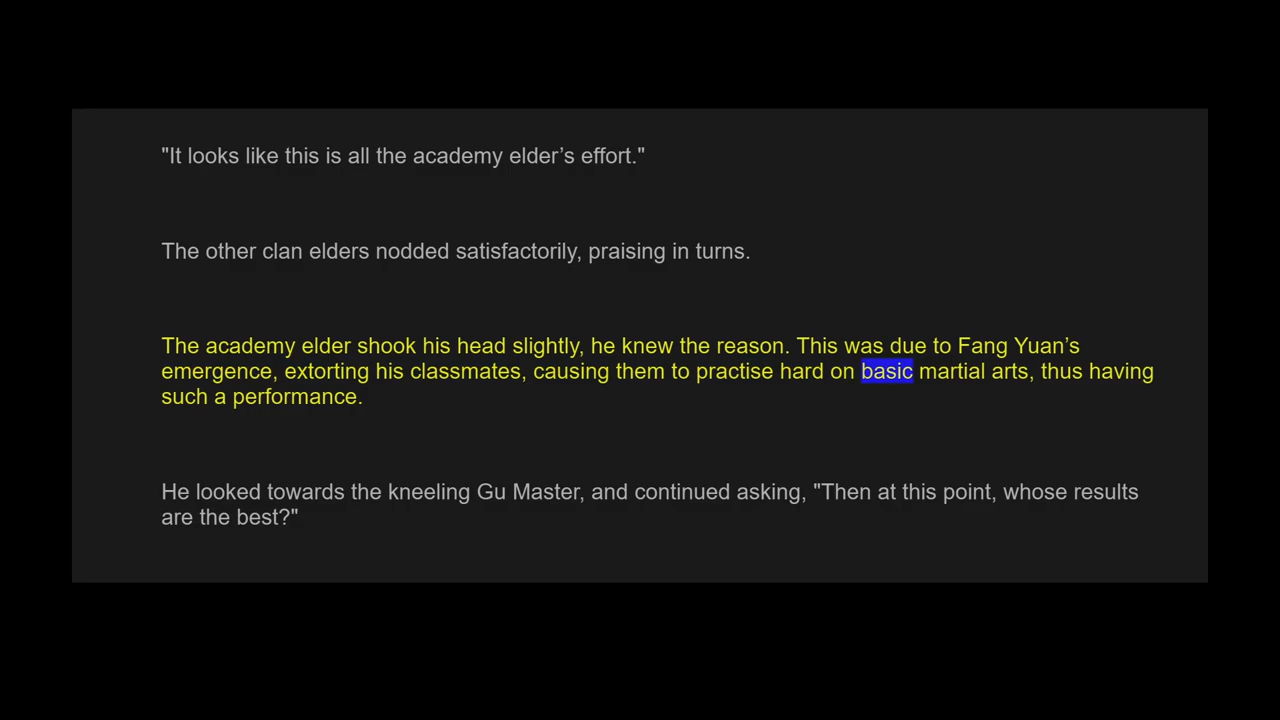 "It looks like this is all the academy elder’s effort."
The other clan elders nodded satisfactorily, praising in turns.
The academy elder shook his head slightly, he knew the reason. This was due to Fang Yuan’s
emergence, extorting his classmates, causing them to practise hard on basic martial arts, thus having
such a performance.
He looked towards the kneeling Gu Master, and continued asking, "Then at this point, whose results
are the best?"